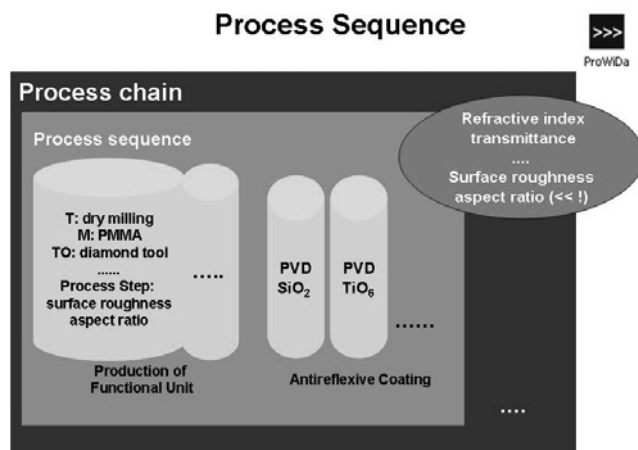 Process Sequence
>>>
ProWiDa
Process chain
Refractive index
transmittance
....
Surface roughness
aspect ratio (<< !)
Process sequence
T: dry milling
M: PMMA
TO: diamond tool
......
Process Step:
surface roughness
aspect ratio
.....
PVD
SiO₂
PVD
TiO₆
......
Production of
Functional Unit
Antireflexive Coating
....